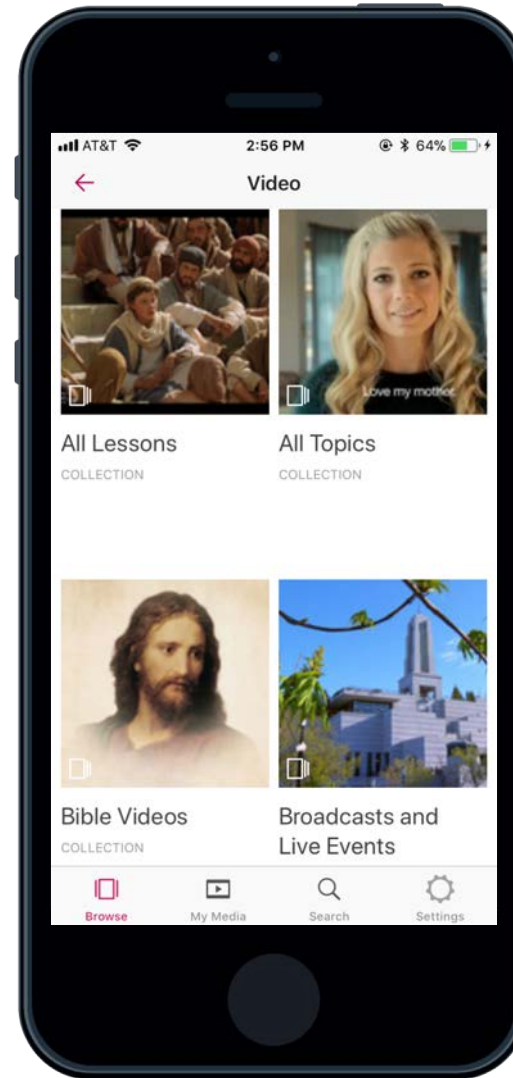 AT&T 2:56 PM 64%
Video
Love my mother.
All Lessons All Topics
COLLECTION COLLECTION
Bible Videos Broadcasts and
COLLECTION Live Events
Browse My Media Search Settings